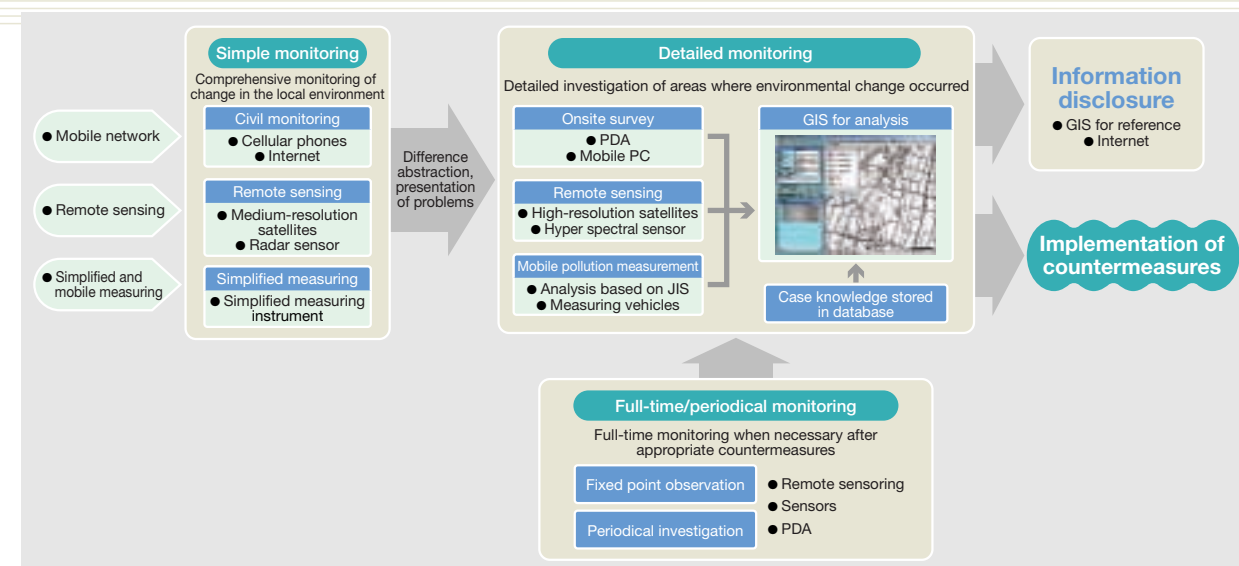 ● Mobile network
● Remote sensing
● Simplified and
mobile measuring
Simple monitoring
Comprehensive monitoring of
change in the local environment
Civil monitoring
● Cellular phones
● Internet
Remote sensing
● Medium-resolution
satellites
● Radar sensor
Simplified measuring
● Simplified measuring
instrument
Difference
abstraction,
presentation
of problems
Detailed monitoring
Detailed investigation of areas where environmental change occurred
Onsite survey
● PDA
● Mobile PC
Remote sensing
● High-resolution satellites
● Hyper spectral sensor
Mobile pollution measurement
● Analysis based on JIS
● Measuring vehicles
GIS for analysis
Case knowledge stored
in database
Information
disclosure
● GIS for reference
● Internet
Implementation of
countermeasures
Full-time/periodical monitoring
Full-time monitoring when necessary after
appropriate countermeasures
Fixed point observation
Periodical investigation
● Remote sensoring
● Sensors
● PDA